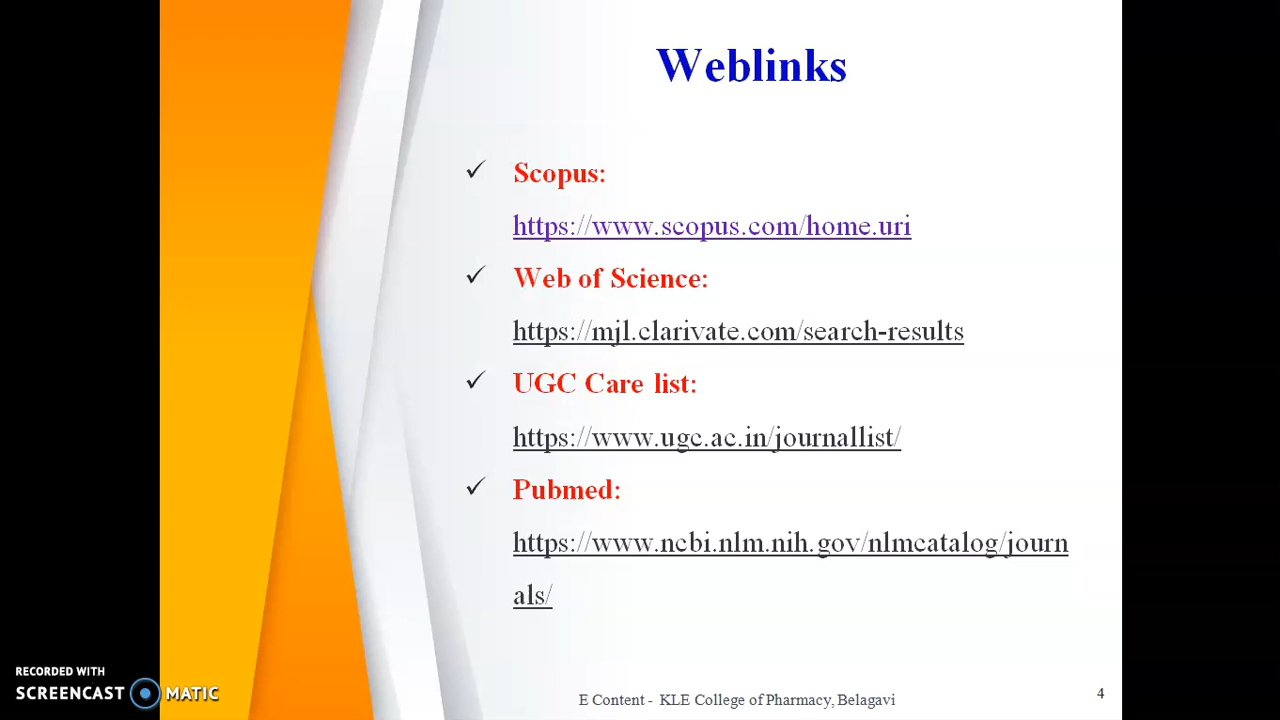 Weblinks
✓ Scopus:
https://www.scopus.com/home.uri
✓ Web of Science:
https://mjl.clarivate.com/search-results
✓ UGC Care list:
https://www.ugc.ac.in/journallist/
✓ Pubmed:
https://www.ncbi.nlm.nih.gov/nlmcatalog/journ
als/
RECORDED WITH
SCREENCAST MATIC
E Content - KLE College of Pharmacy, Belagavi
4